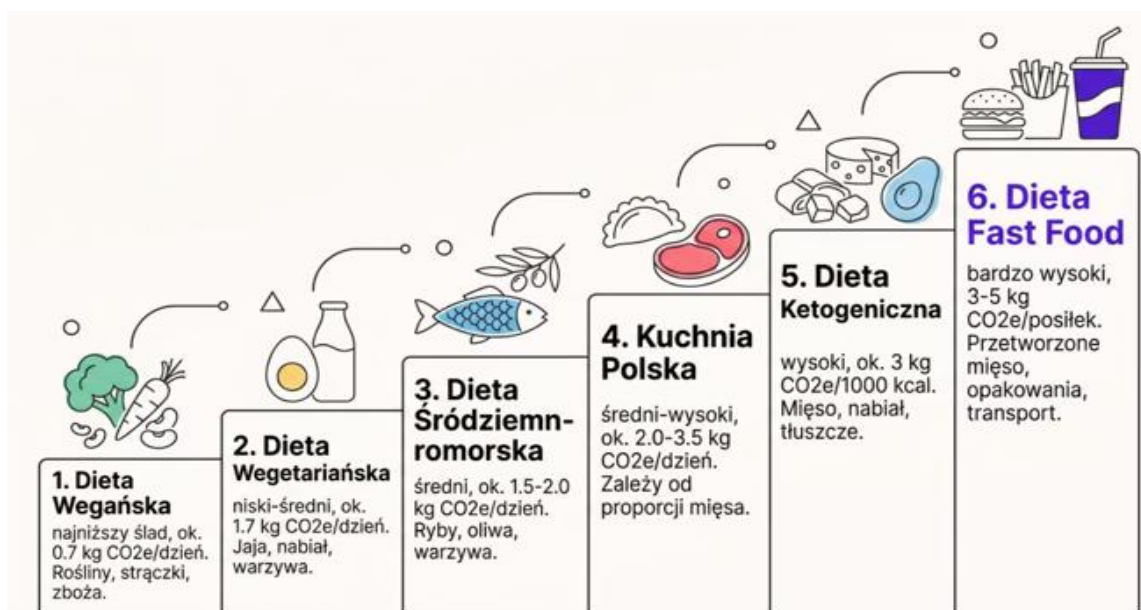 1. Dieta
Wegańska
najniższy ślad, ok.
0.7 kg CO2e/dzień.
Rośliny, strączki,
zboża.
2. Dieta
Wegetariańska
niski-średni, ok.
1.7 kg CO2e/dzień.
Jaja, nabiał,
warzywa.
3. Dieta
Śródziemn-
romorska
średni, ok. 1.5-2.0
kg CO2e/dzień.
Ryby, oliwa,
warzywa.
4. Kuchnia
Polska
średni-wysoki,
ok. 2.0-3.5 kg
CO2e/dzień.
Zależy od
proporcji mięsa.
5. Dieta
Ketogeniczna
wysoki, ok. 3 kg
CO2e/1000 kcal.
Mięso, nabiał,
tłuszcze.
6. Dieta
Fast Food
bardzo wysoki,
3-5 kg
CO2e/posiłek.
Przetworzone
mięso,
opakowania,
transport.